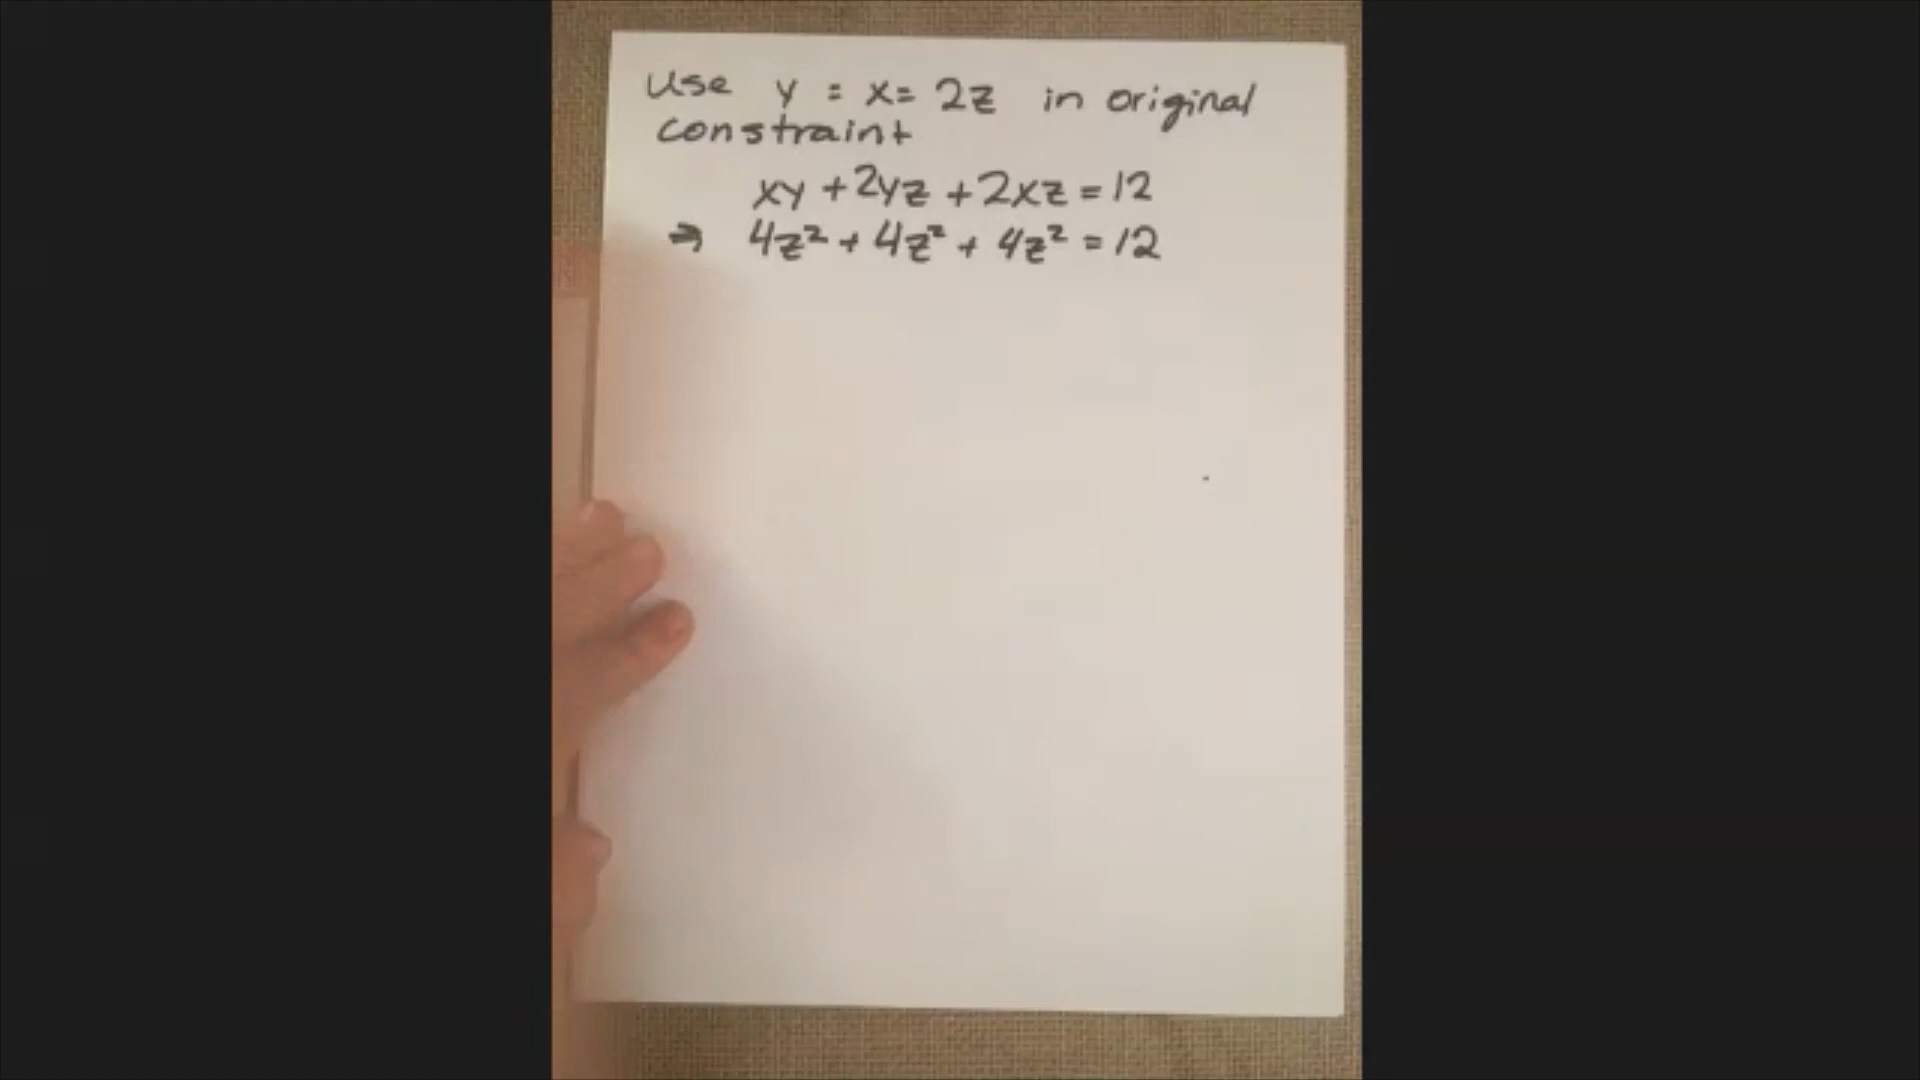 Use y = x = 2z in original
constraint
xy + 2yz + 2xz = 12
⇒ 4z² + 4z² + 4z² = 12